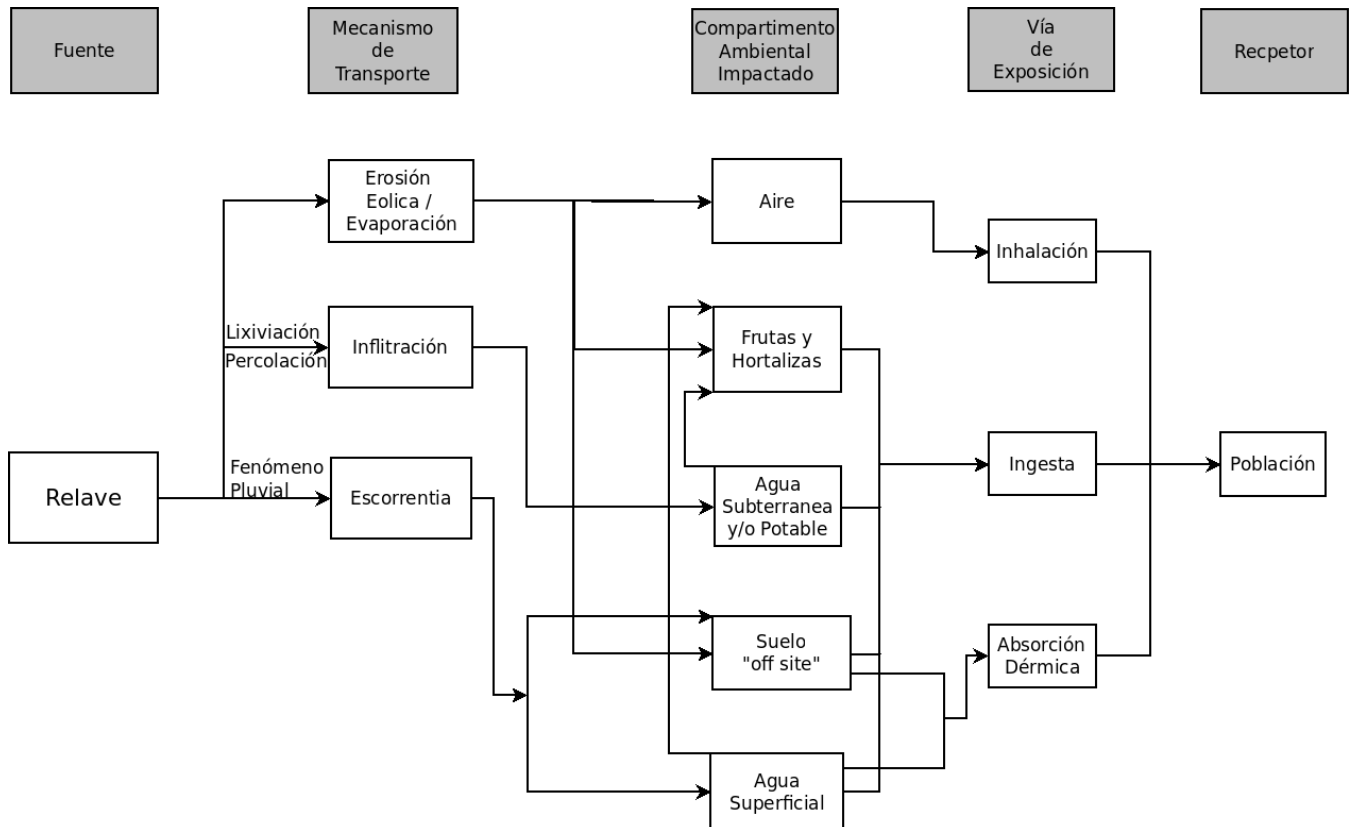 Fuente
Mecanismo
de
Transporte
Compartimento
Ambiental
Impactado
Vía
de
Exposición
Recpetor
Erosión
Eolica /
Evaporación
Aire
Inhalación
Lixiviación
Percolación
Inflitración
Frutas y
Hortalizas
Relave
Fenómeno
Pluvial
Escorrentia
Agua
Subterranea
y/o Potable
Ingesta
Población
Suelo
"off site"
Absorción
Dérmica
Agua
Superficial